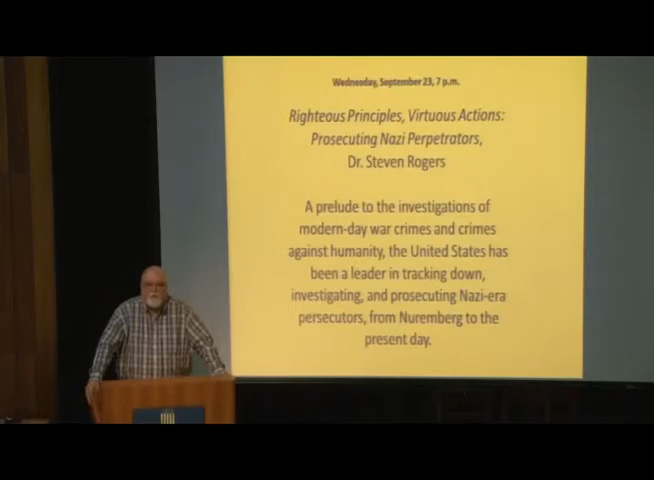 Wednesday, September 23, 7 p.m.
Righteous Principles, Virtuous Actions:
Prosecuting Nazi Perpetrators,
Dr. Steven Rogers
A prelude to the investigations of
modern-day war crimes and crimes
against humanity, the United States has
been a leader in tracking down,
investigating, and prosecuting Nazi-era
persecutors, from Nuremberg to the
present day.